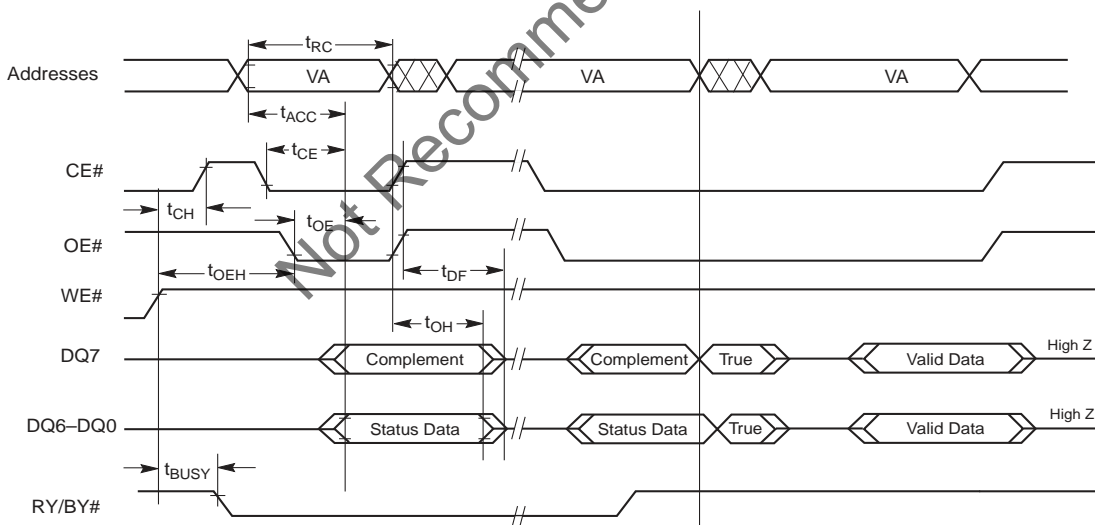 Not Recomme
tRC
Addresses VA VA VA
tACC
tCE
CE#
tCH
tOE
OE#
tOEH tDF
WE#
tOH
DQ7 Complement Complement True Valid Data High Z
DQ6–DQ0 Status Data Status Data True Valid Data High Z
tBUSY
RY/BY#